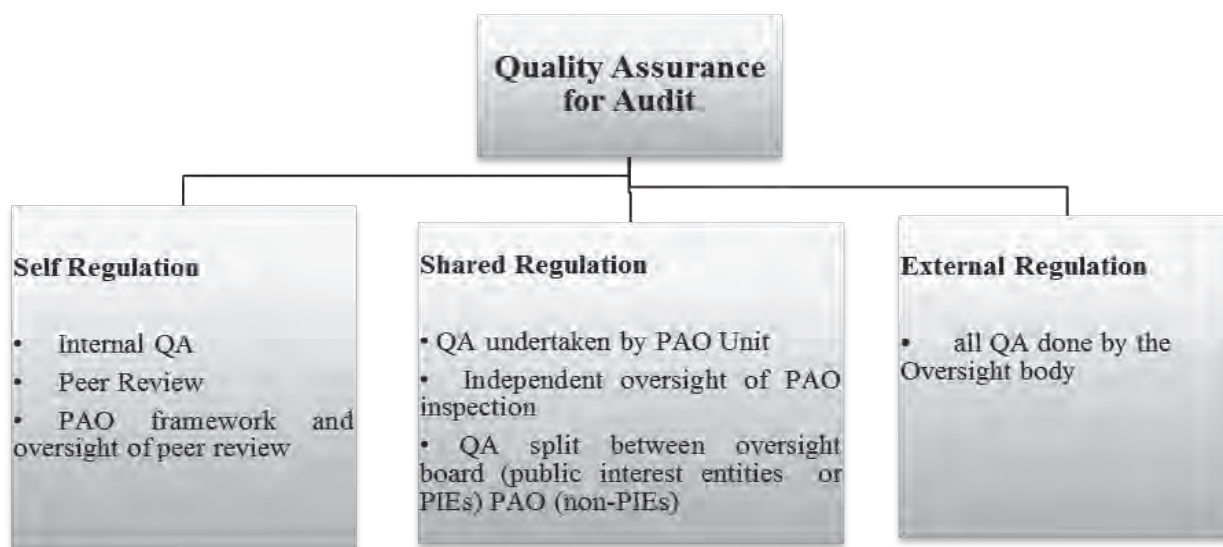 Quality Assurance
for Audit
Self Regulation
• Internal QA
• Peer Review
• PAO framework and
oversight of peer review
Shared Regulation
• QA undertaken by PAO Unit
• Independent oversight of PAO
inspection
• QA split between oversight
board (public interest entities or
PIEs) PAO (non-PIEs)
External Regulation
• all QA done by the
Oversight body